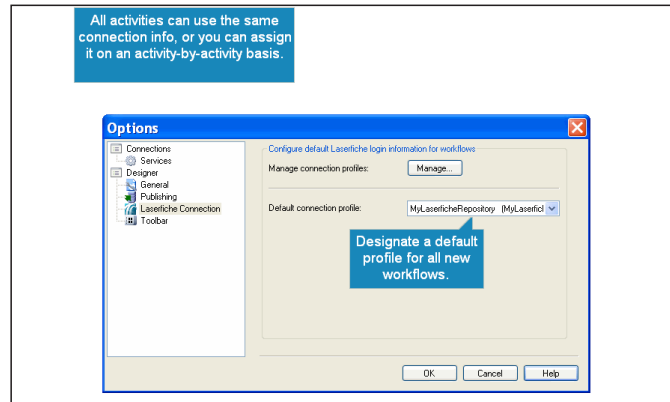 All activities can use the same
connection info, or you can assign
it on an activity-by-activity basis.
Options
Connections
Services
Designer
General
Publishing
Laserfiche Connection
Toolbar
Configure default Laserfiche login information for workflows
Manage connection profiles:
Manage...
Default connection profile:
MyLaserficheRepository (MyLaserficl
Designate a default
profile for all new
workflows.
OK
Cancel
Help